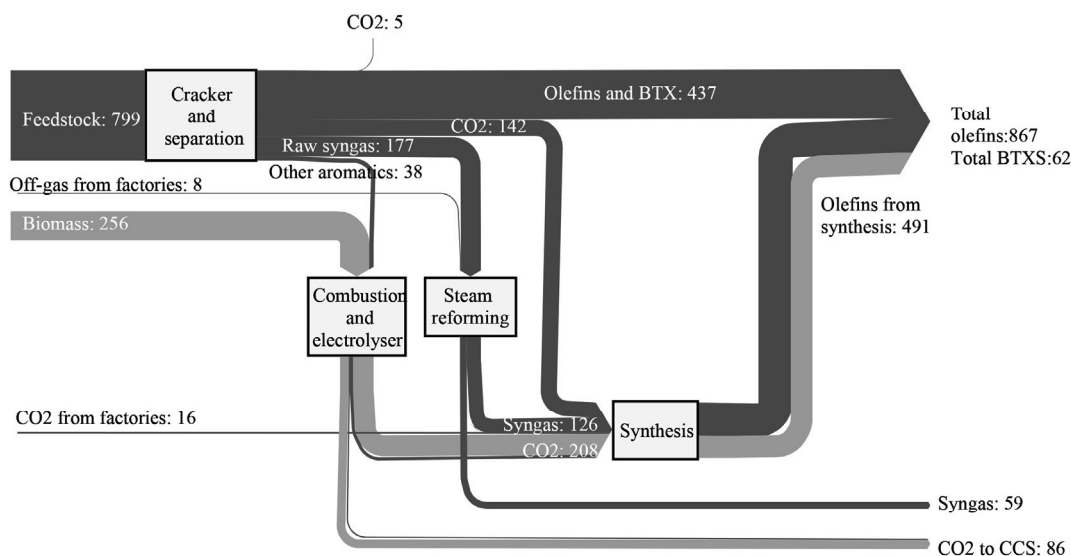 CO2: 5
Cracker
and
separation
Feedstock: 799
Olefins and BTX: 437
CO2: 142
Raw syngas: 177
Other aromatics: 38
Total
olefins:867
Total BTXS:62
Off-gas from factories: 8
Biomass: 256
Olefins from
synthesis: 491
Combustion
and
electrolyser
Steam
reforming
CO2 from factories: 16
Syngas: 126
CO2: 208
Synthesis
Syngas: 59
CO2 to CCS: 86